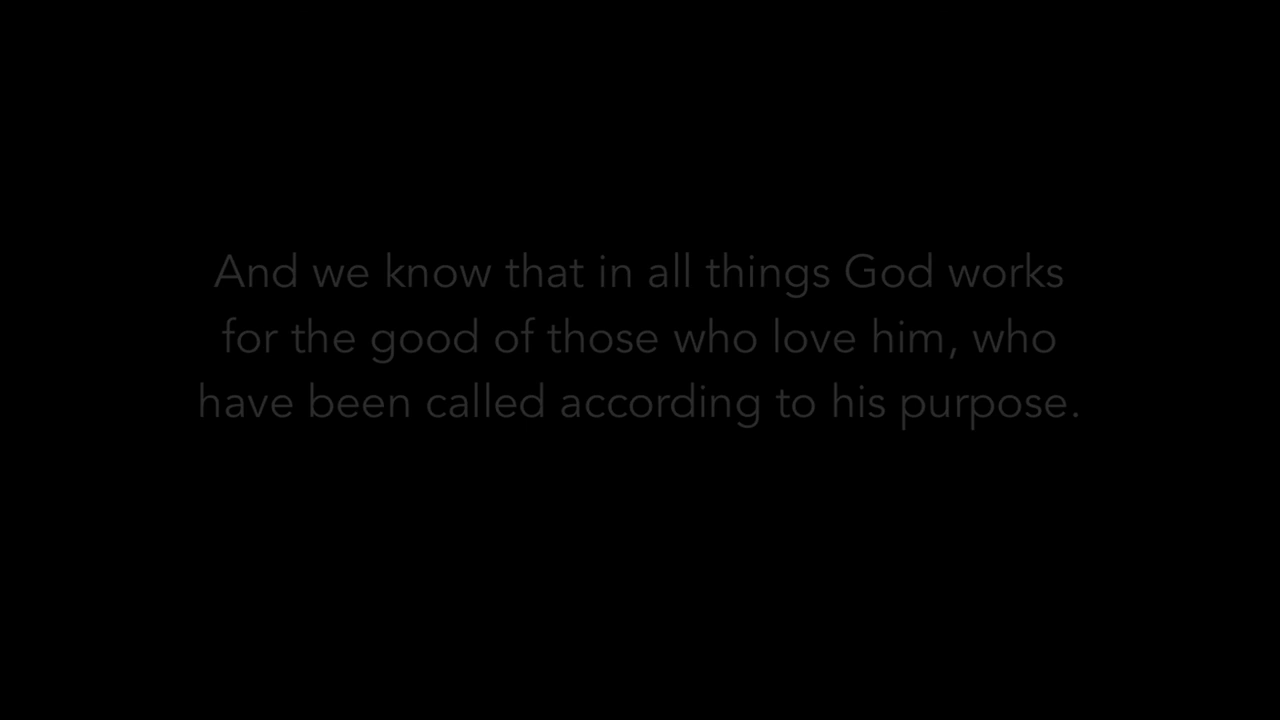 And we know that in all things God works
for the good of those who love him, who
have been called according to his purpose.